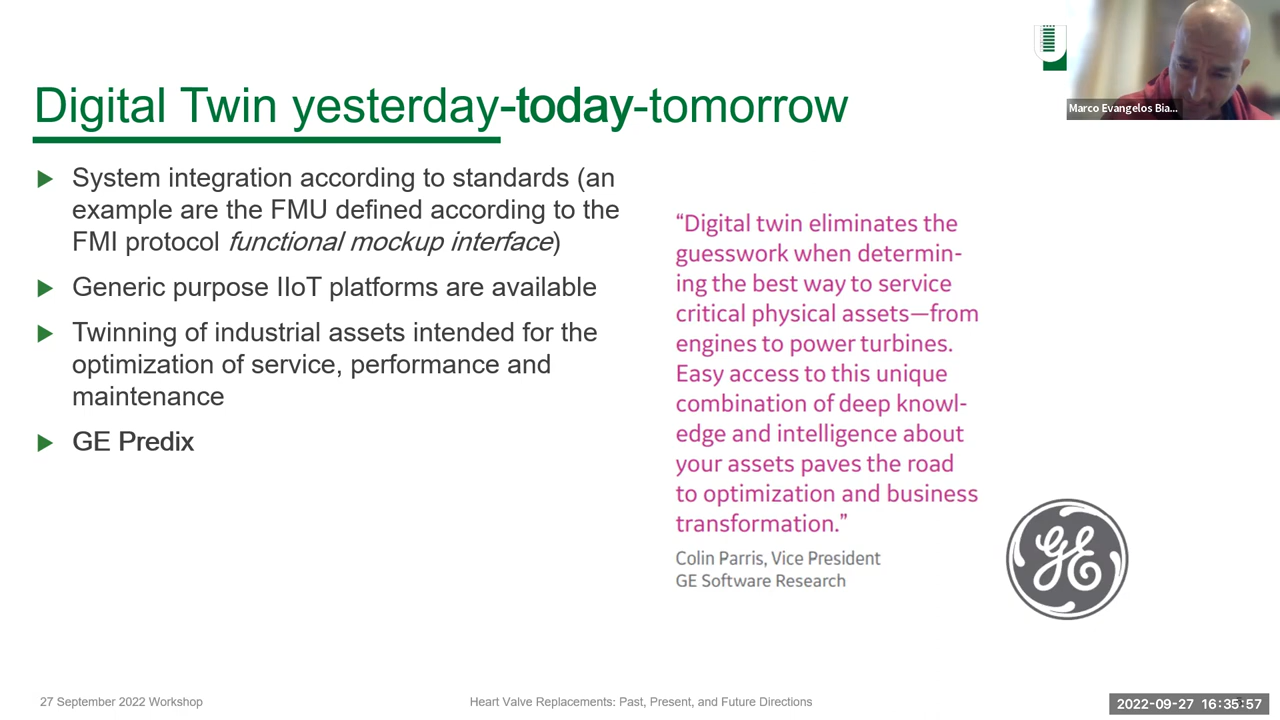 Marco Evangelos Bia...
Digital Twin yesterday-today-tomorrow
System integration according to standards (an
example are the FMU defined according to the
FMI protocol functional mockup interface)
Generic purpose IIoT platforms are available
Twinning of industrial assets intended for the
optimization of service, performance and
maintenance
GE Predix
“Digital twin eliminates the
guesswork when determin-
ing the best way to service
critical physical assets—from
engines to power turbines.
Easy access to this unique
combination of deep knowl-
edge and intelligence about
your assets paves the road
to optimization and business
transformation.”
Colin Parris, Vice President
GE Software Research
GE
27 September 2022 Workshop
Heart Valve Replacements: Past, Present, and Future Directions
2022-09-27 16:35:57